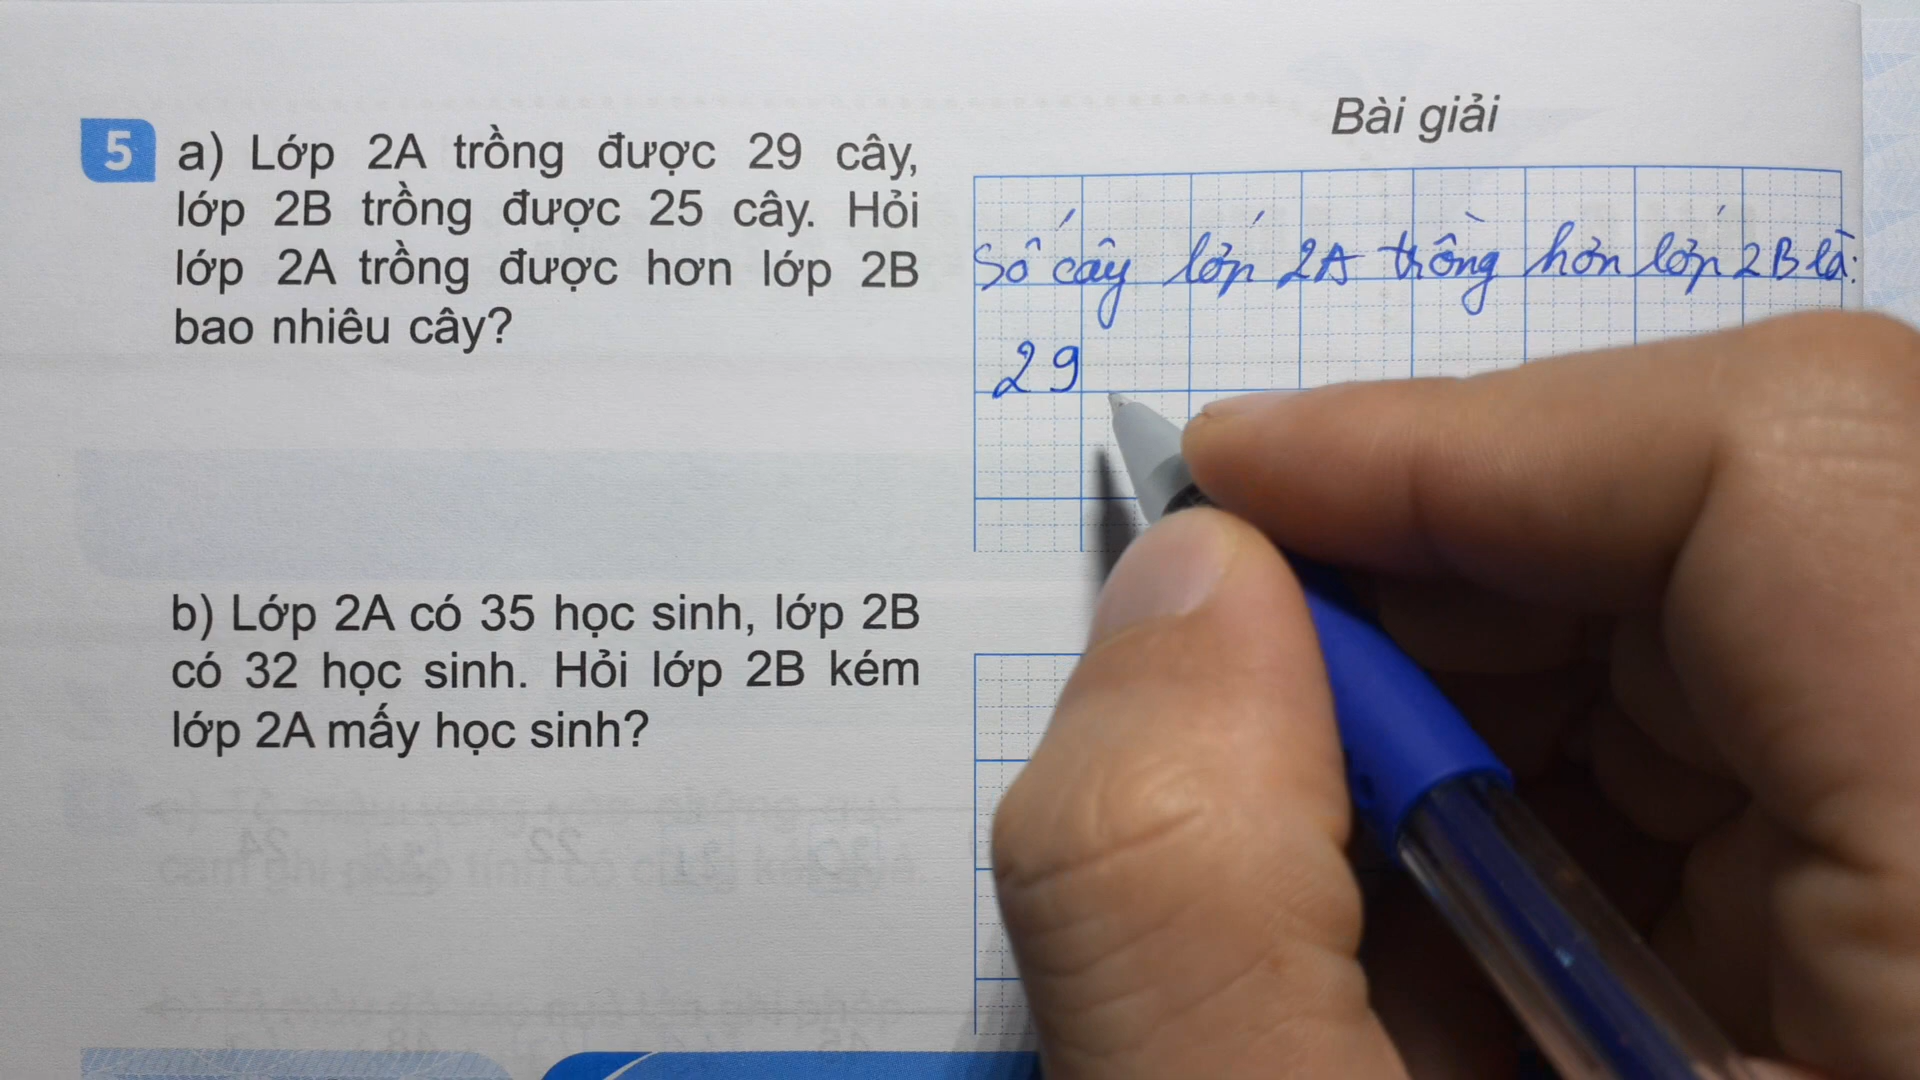 5
a) Lớp 2A trồng được 29 cây,
lớp 2B trồng được 25 cây. Hỏi
lớp 2A trồng được hơn lớp 2B
bao nhiêu cây?
b) Lớp 2A có 35 học sinh, lớp 2B
có 32 học sinh. Hỏi lớp 2B kém
lớp 2A mấy học sinh?
Bài giải
Số cây lớp 2A trồng hơn lớp 2B là:
29